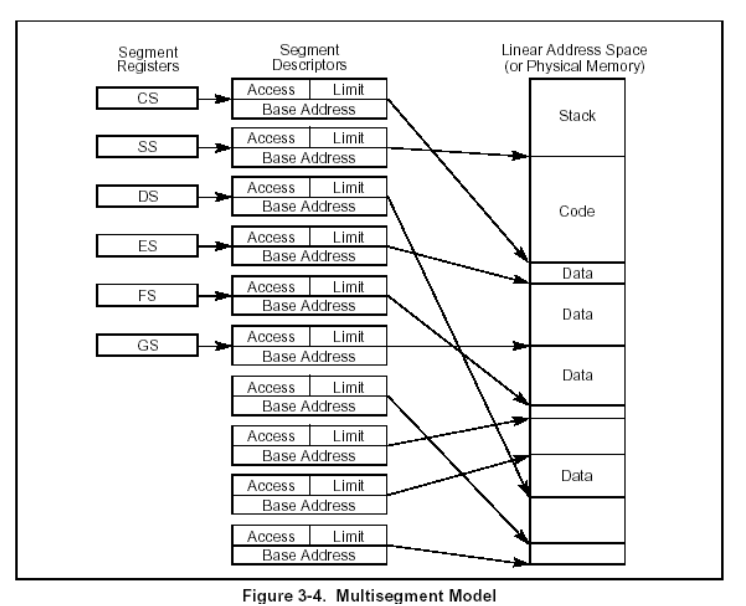 Segment Registers
Segment Descriptors
Linear Address Space (or Physical Memory)
CS
Access Limit
Base Address
Stack
SS
Access Limit
Base Address
DS
Access Limit
Base Address
Code
ES
Access Limit
Base Address
Data
FS
Access Limit
Base Address
Data
GS
Access Limit
Base Address
Data
Access Limit
Base Address
Access Limit
Base Address
Access Limit
Base Address
Data
Access Limit
Base Address
Figure 3-4. Multisegment Model